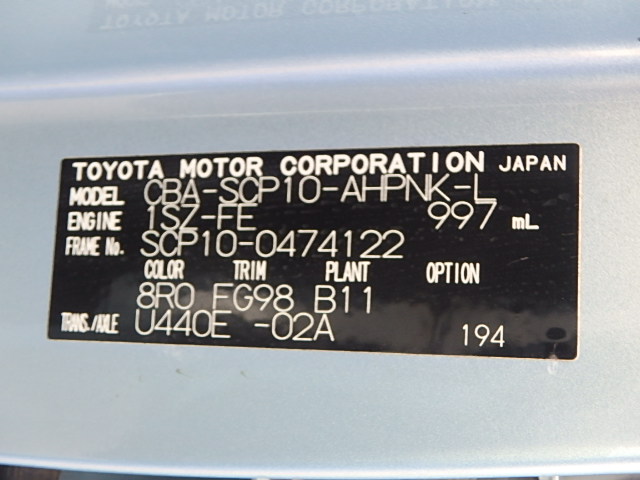 TOYOTA MOTOR CORPORATION JAPAN
MODEL CBA-SCP10-AHPNK-L
ENGINE 1SZ-FE 997 mL
FRAME No. SCP10-0474122
COLOR TRIM PLANT OPTION
8R0 FG98 B11
TRANS./AXLE U440E -02A 194